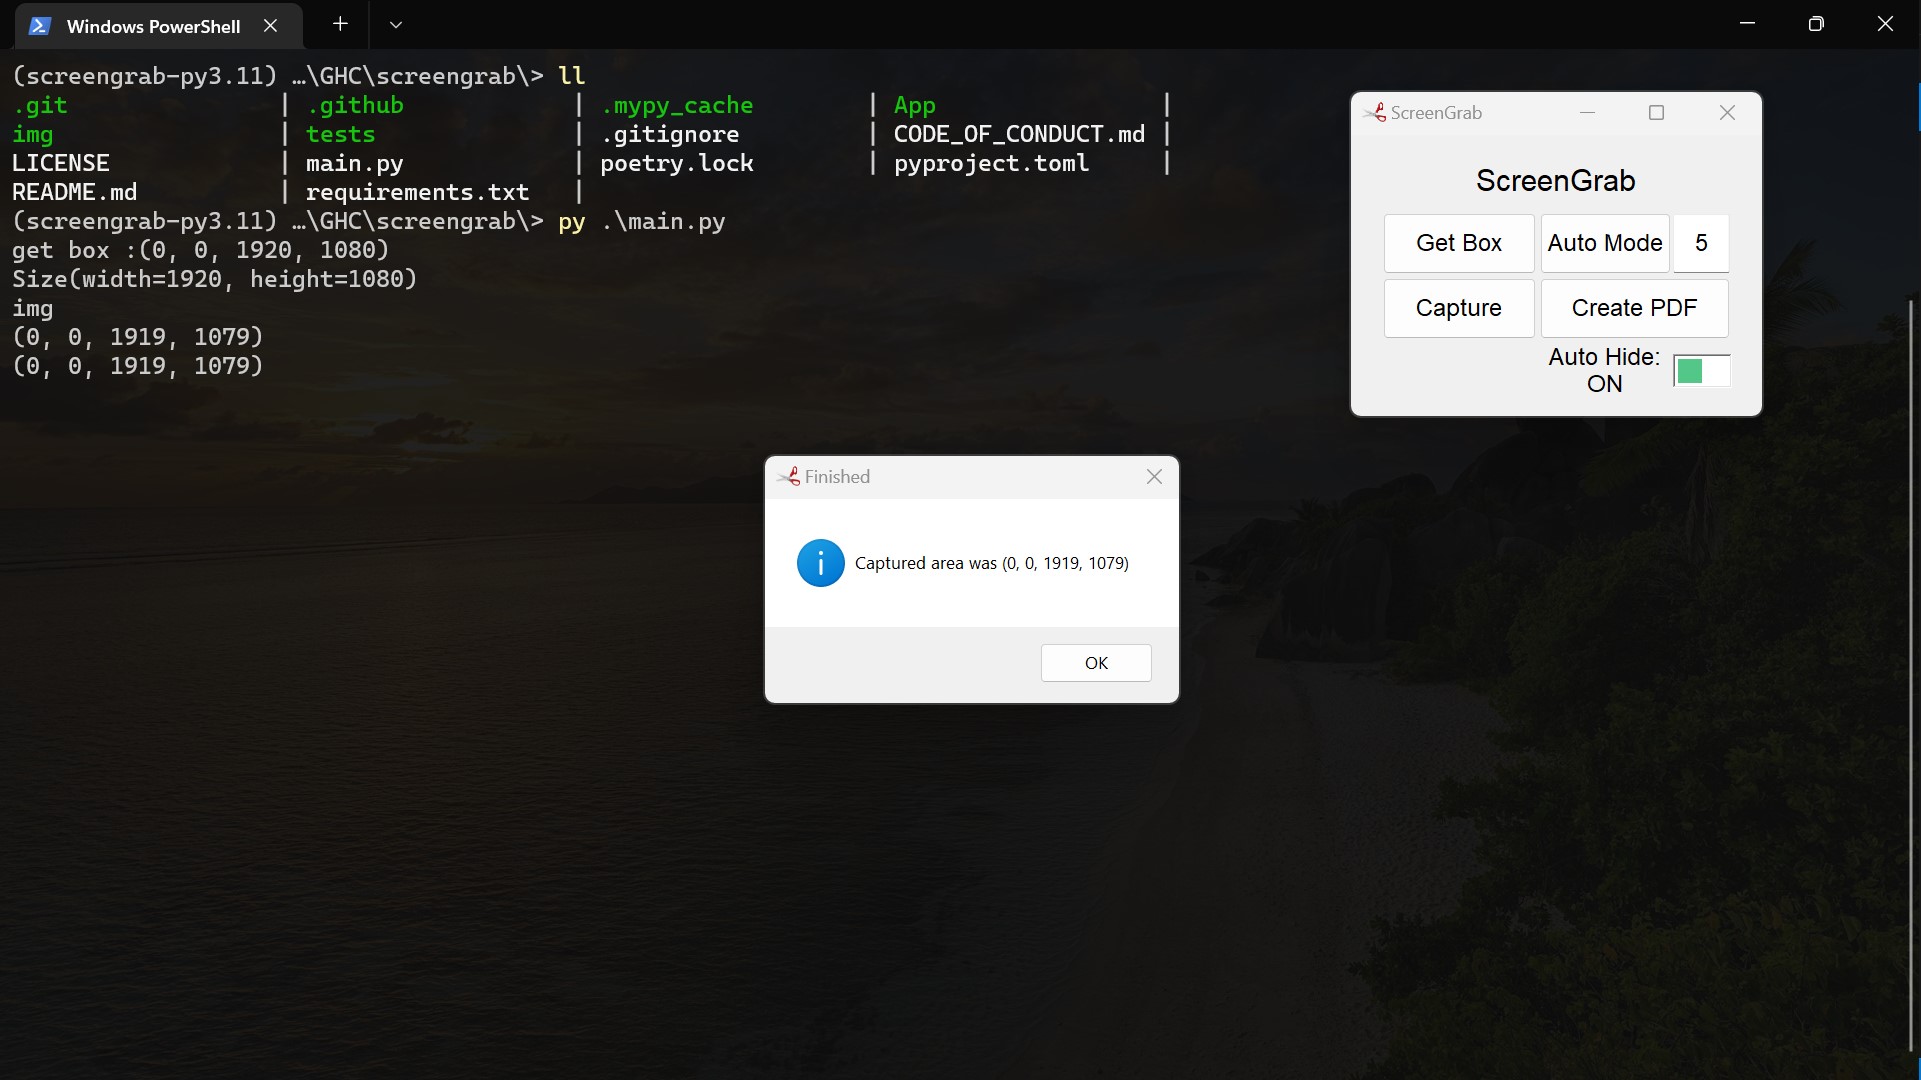 Windows PowerShell
(screengrab-py3.11) …\GHC\screengrab\> ll
.git | .github | .mypy_cache | App |
img | tests | .gitignore | CODE_OF_CONDUCT.md |
LICENSE | main.py | poetry.lock | pyproject.toml |
README.md | requirements.txt |
(screengrab-py3.11) …\GHC\screengrab\> py .\main.py
get box :(0, 0, 1920, 1080)
Size(width=1920, height=1080)
img
(0, 0, 1919, 1079)
(0, 0, 1919, 1079)
ScreenGrab
ScreenGrab
Get Box Auto Mode 5
Capture Create PDF
Auto Hide:
ON
Finished
Captured area was (0, 0, 1919, 1079)
OK